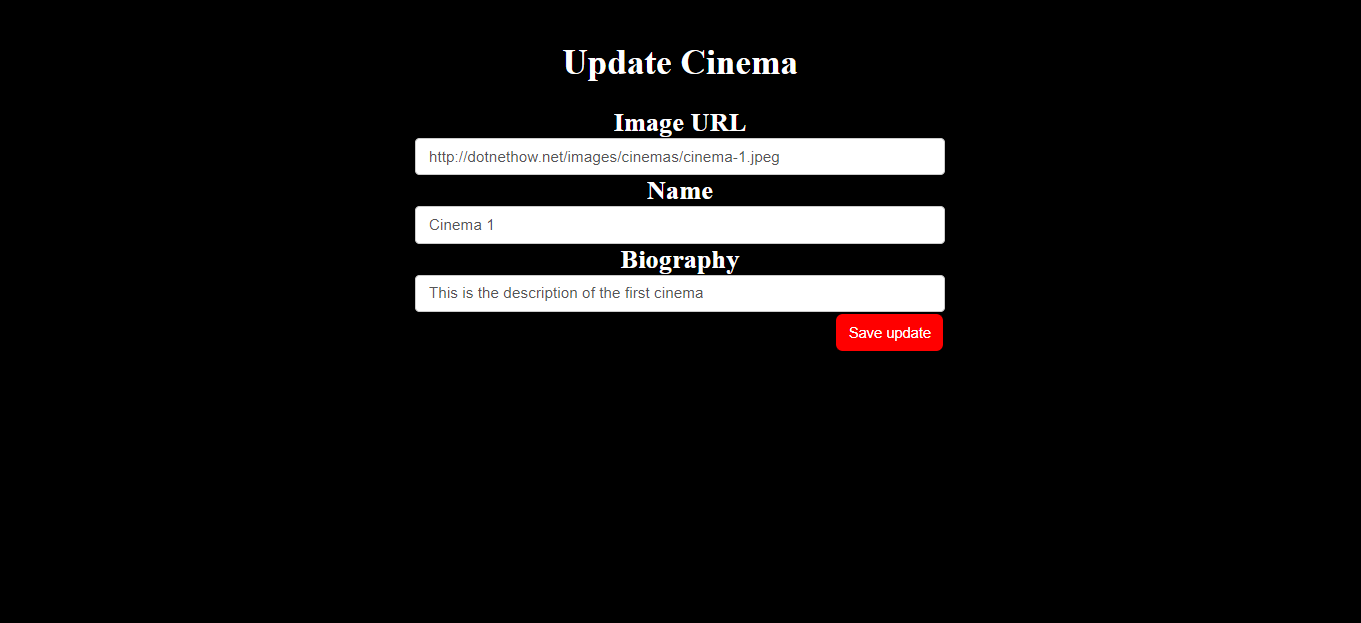 Update Cinema
Image URL
http://dotnethow.net/images/cinemas/cinema-1.jpeg
Name
Cinema 1
Biography
This is the description of the first cinema
Save update